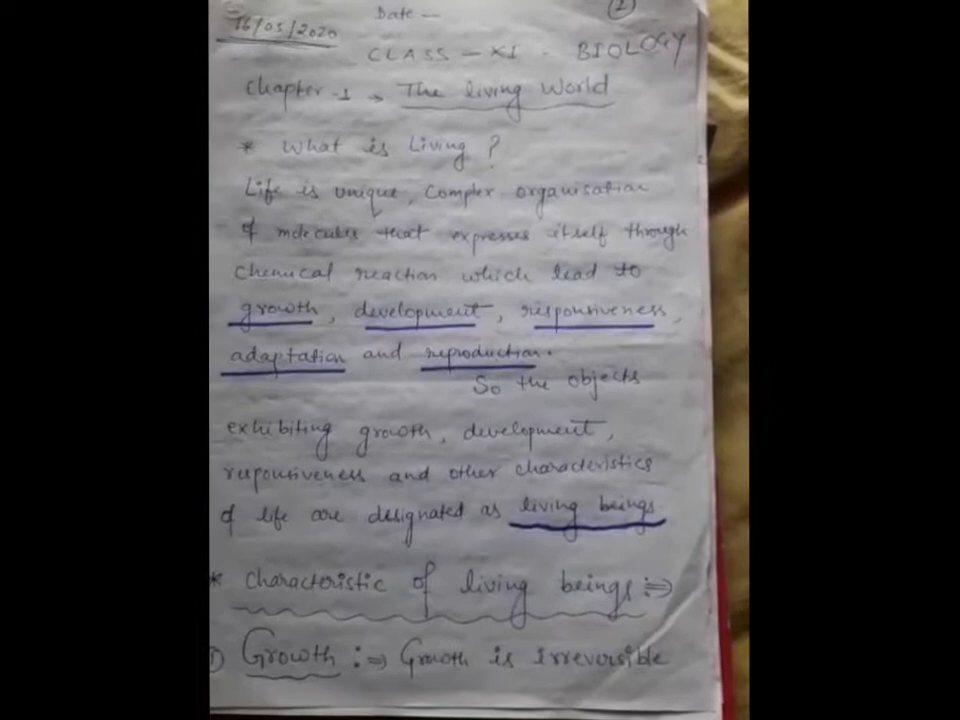 Date — 1
16/05/2020
CLASS - XI - BIOLOGY
Chapter-1 → The living World
* What is Living ?
Life is unique, complex organisation
of molecules that expresses itself through
chemical reaction which lead to
growth, development, responsiveness,
adaptation and reproduction.
So the objects
exhibiting growth, development,
responsiveness and other characteristics
of life are designated as living beings
* characteristic of living beings :⇒
① Growth :⇒ Growth is irreversible